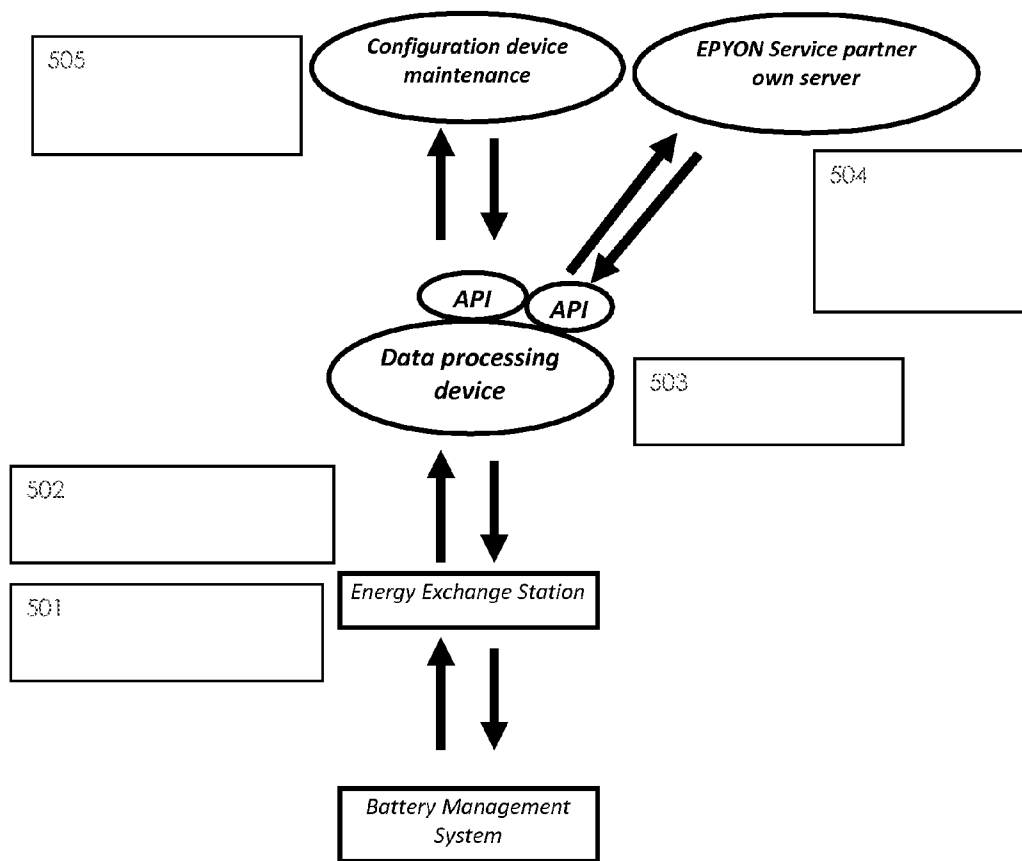 505
Configuration device
maintenance
EPYON Service partner
own server
504
API
API
Data processing
device
503
502
Energy Exchange Station
501
Battery Management
System